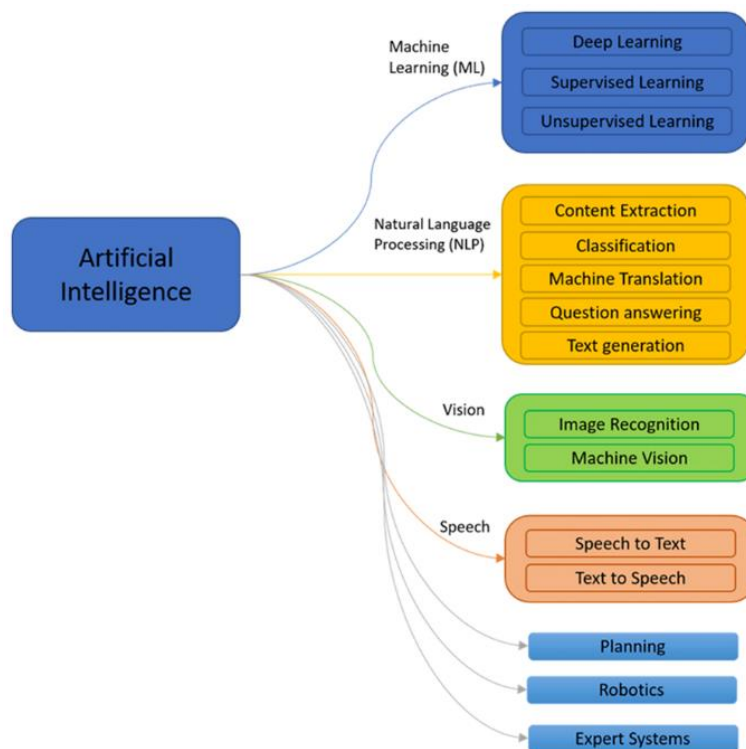 Artificial
Intelligence
Machine
Learning (ML)
Deep Learning
Supervised Learning
Unsupervised Learning
Natural Language
Processing (NLP)
Content Extraction
Classification
Machine Translation
Question answering
Text generation
Vision
Image Recognition
Machine Vision
Speech
Speech to Text
Text to Speech
Planning
Robotics
Expert Systems